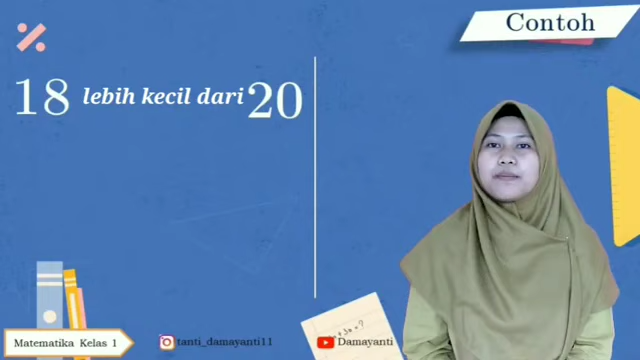 Contoh
18 lebih kecil dari 20
Matematika Kelas 1
tanti_damayanti11
Damayanti